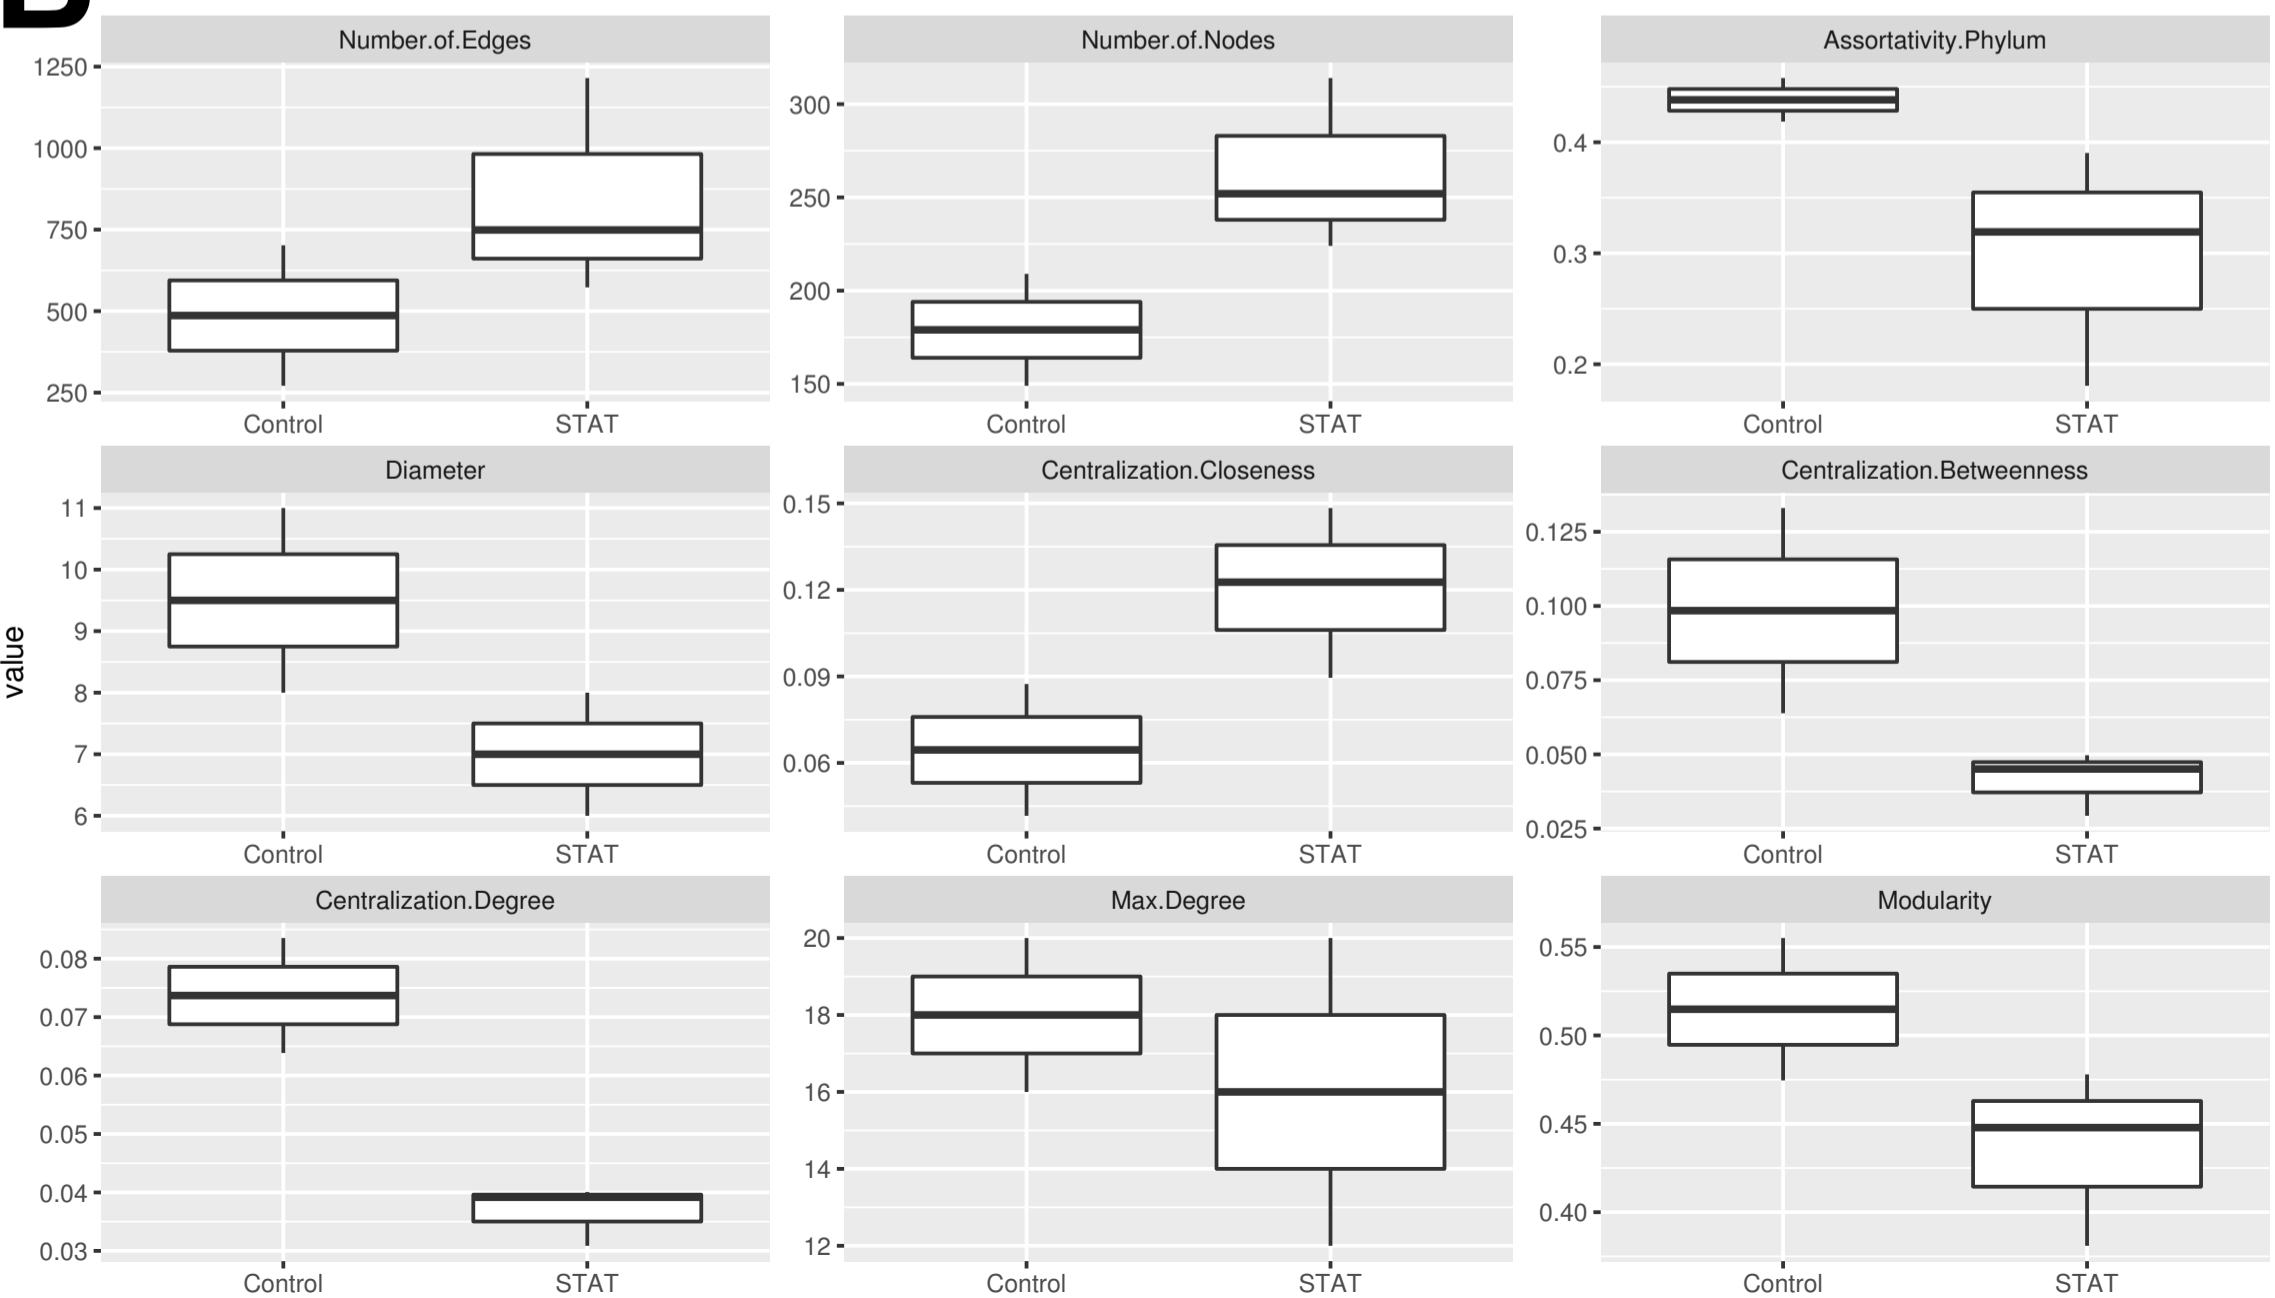 B
Number.of.Edges
Number.of.Nodes
Assortativity.Phylum
1250
1000
750
500
250
300
250
200
150
0.4
0.3
0.2
Control STAT
Control STAT
Control STAT
Diameter
Centralization.Closeness
Centralization.Betweenness
value
11
10
9
8
7
6
0.15
0.12
0.09
0.06
0.125
0.100
0.075
0.050
0.025
Control STAT
Control STAT
Control STAT
Centralization.Degree
Max.Degree
Modularity
0.08
0.07
0.06
0.05
0.04
0.03
20
18
16
14
12
0.55
0.50
0.45
0.40
Control STAT
Control STAT
Control STAT